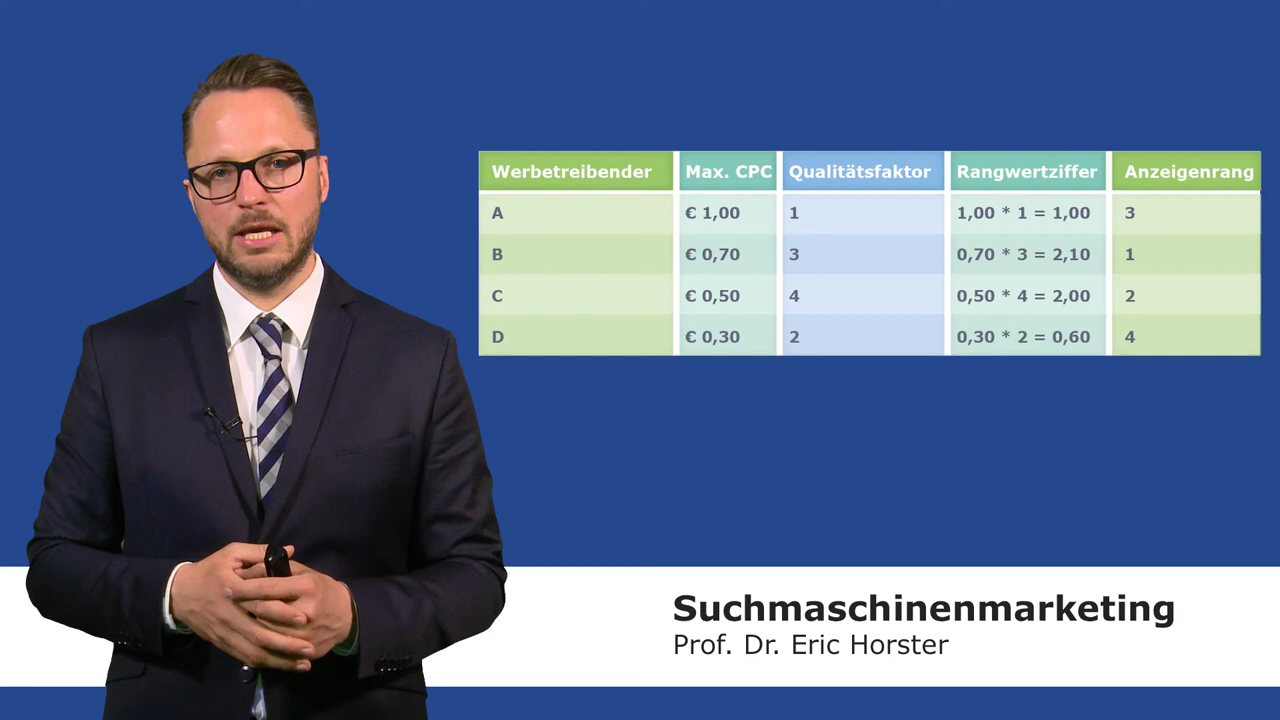 Werbetreibender Max. CPC Qualitätsfaktor Rangwertziffer Anzeigenrang
A € 1,00 1 1,00 * 1 = 1,00 3
B € 0,70 3 0,70 * 3 = 2,10 1
C € 0,50 4 0,50 * 4 = 2,00 2
D € 0,30 2 0,30 * 2 = 0,60 4
Suchmaschinenmarketing
Prof. Dr. Eric Horster